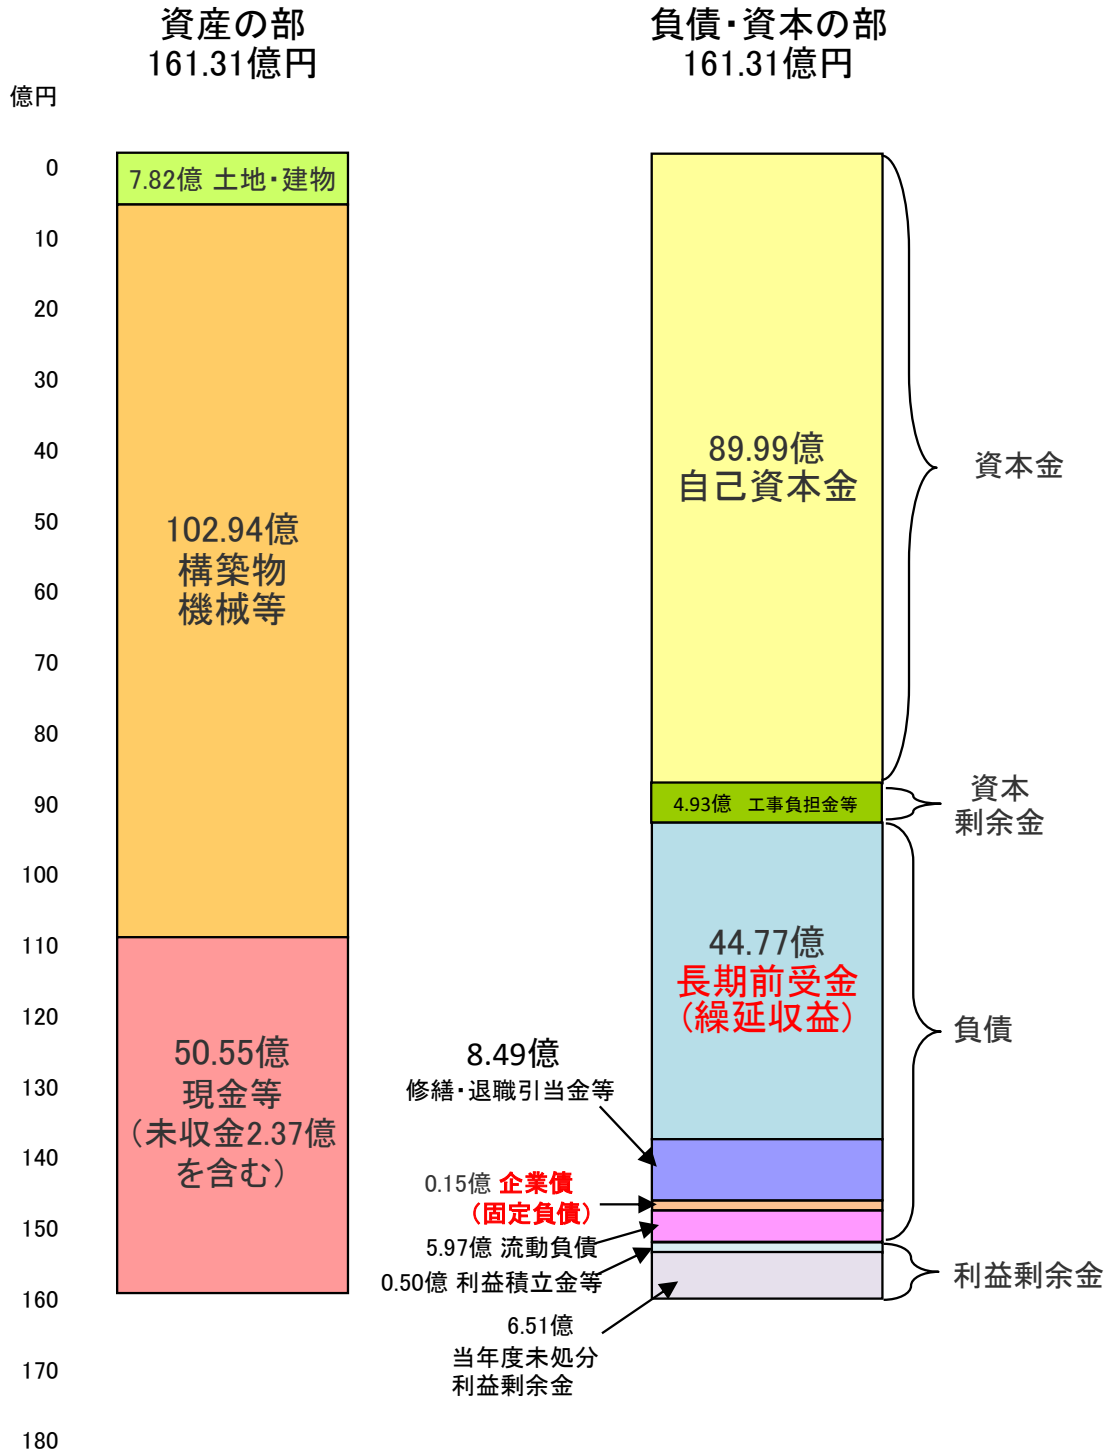 資産の部
161.31億円
負債・資本の部
161.31億円
億円
0
10
20
30
40
50
60
70
80
90
100
110
120
130
140
150
160
170
180
7.82億 土地・建物
102.94億
構築物
機械等
50.55億
現金等
（未収金2.37億
を含む）
89.99億
自己資本金
4.93億 工事負担金等
44.77億
長期前受金
（繰延収益）
8.49億
修繕・退職引当金等
0.15億 企業債
（固定負債）
5.97億 流動負債
0.50億 利益積立金等
6.51億
当年度未処分
利益剰余金
資本金
資本
剰余金
負債
利益剰余金